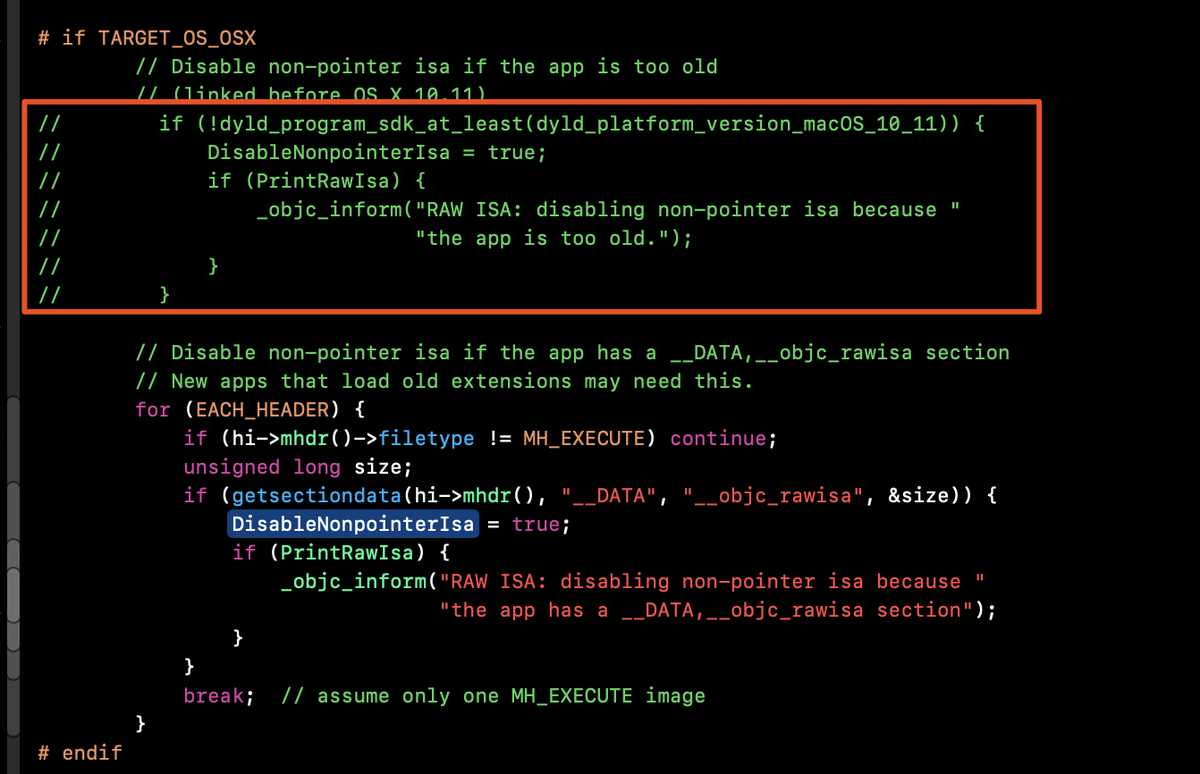 # if TARGET_OS_OSX
// Disable non-pointer isa if the app is too old
// (linked before OS X 10.11)
//        if (!dyld_program_sdk_at_least(dyld_platform_version_macOS_10_11)) {
//            DisableNonpointerIsa = true;
//            if (PrintRawIsa) {
//                _objc_inform("RAW ISA: disabling non-pointer isa because "
//                             "the app is too old.");
//            }
//        }
// Disable non-pointer isa if the app has a __DATA,__objc_rawisa section
// New apps that load old extensions may need this.
for (EACH_HEADER) {
if (hi->mhdr()->filetype != MH_EXECUTE) continue;
unsigned long size;
if (getsectiondata(hi->mhdr(), "__DATA", "__objc_rawisa", &size)) {
DisableNonpointerIsa = true;
if (PrintRawIsa) {
_objc_inform("RAW ISA: disabling non-pointer isa because "
"the app has a __DATA,__objc_rawisa section");
}
}
break;  // assume only one MH_EXECUTE image
}
# endif